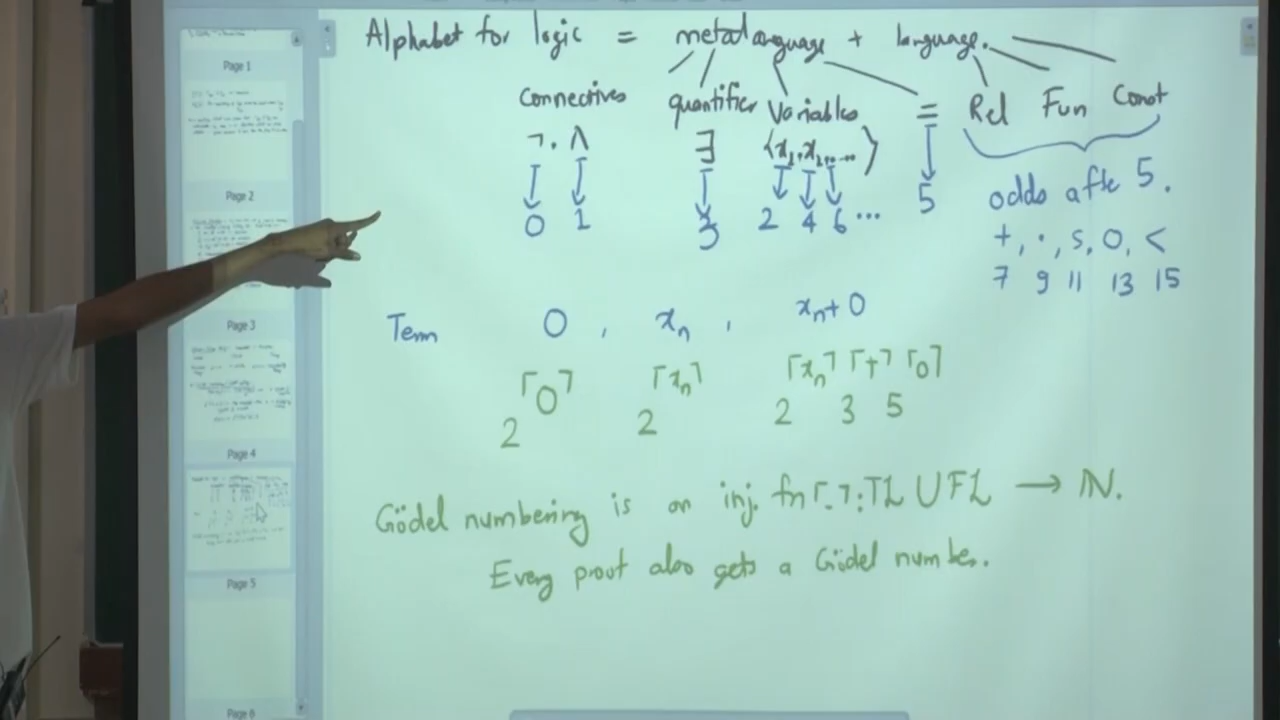 Alphabet for logic = metalanguage + language.
Connectives quantifier Variables = Rel Fun Const
¬. ∧ ∃ {x₁, x₂, ...}
0 1 3 2 4 6 ... 5 odds afte 5.
+, ·, s, 0, <
7 9 11 13 15
Term 0 , xₙ , xₙ+0
⌜0⌝ ⌜xₙ⌝ ⌜xₙ⌝ ⌜+⌝ ⌜0⌝
2 2 2 3 5
Gödel numbering is an inj. fn ⌜.⌝: TL ∪ FL → ℕ.
Every proof also gets a Gödel number.
Page 1
Page 2
Page 3
Page 4
Page 5
Page 6